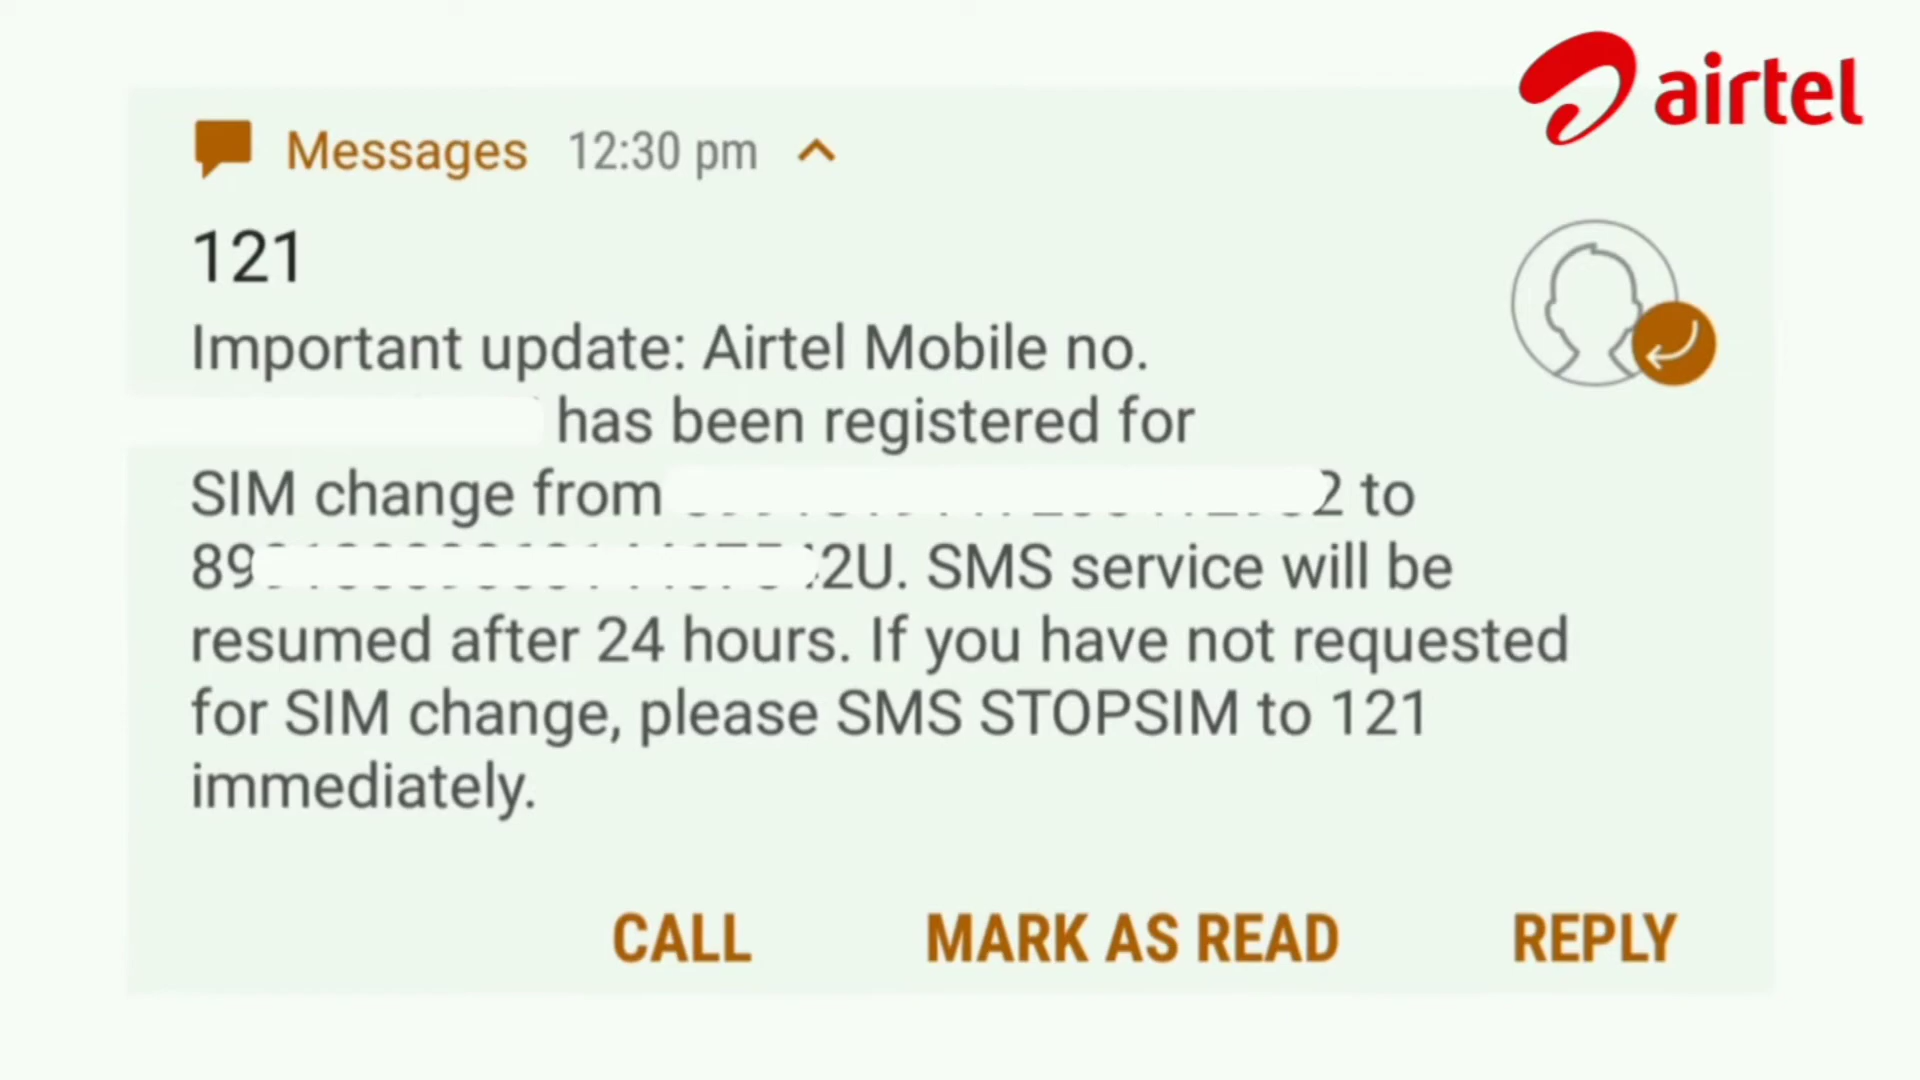 airtel
Messages 12:30 pm
121
Important update: Airtel Mobile no.
has been registered for
SIM change from 2 to
89 2U. SMS service will be
resumed after 24 hours. If you have not requested
for SIM change, please SMS STOPSIM to 121
immediately.
CALL MARK AS READ REPLY